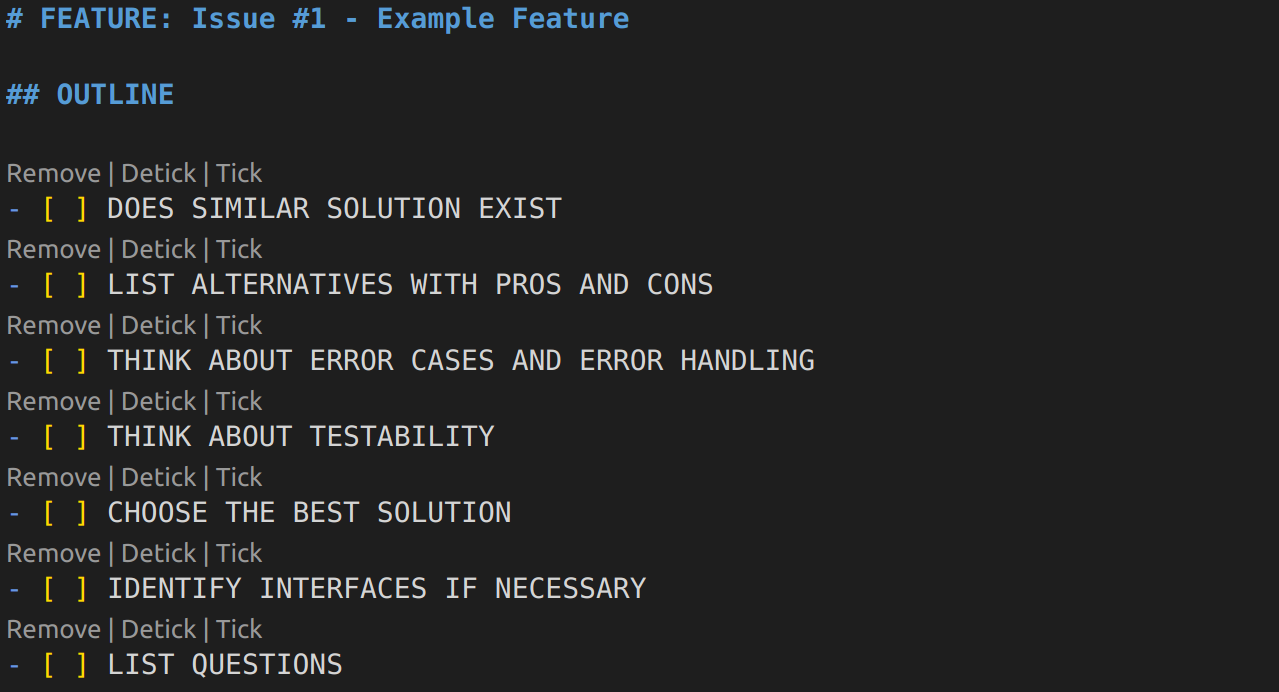 # FEATURE: Issue #1 - Example Feature
## OUTLINE
Remove | Detick | Tick
- [ ] DOES SIMILAR SOLUTION EXIST
Remove | Detick | Tick
- [ ] LIST ALTERNATIVES WITH PROS AND CONS
Remove | Detick | Tick
- [ ] THINK ABOUT ERROR CASES AND ERROR HANDLING
Remove | Detick | Tick
- [ ] THINK ABOUT TESTABILITY
Remove | Detick | Tick
- [ ] CHOOSE THE BEST SOLUTION
Remove | Detick | Tick
- [ ] IDENTIFY INTERFACES IF NECESSARY
Remove | Detick | Tick
- [ ] LIST QUESTIONS